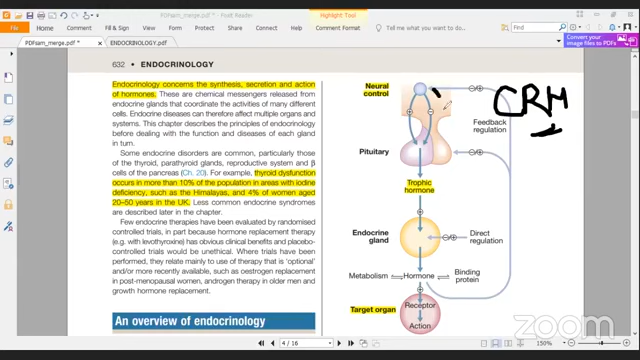 PDFsam_merge.pdf * - Foxit Reader
Highlight Tool
File
Home
Comment
Fill & Sign
View
Form
Protect
Share
Help
Comment Format
Tell me what you want to do...
Find
PDFsam_merge.pdf *
ENDOCRINOLOGY.pdf
Convert your
image files to PDFs
632 • ENDOCRINOLOGY
Endocrinology concerns the synthesis, secretion and action
of hormones. These are chemical messengers released from
endocrine glands that coordinate the activities of many different
cells. Endocrine diseases can therefore affect multiple organs and
systems. This chapter describes the principles of endocrinology
before dealing with the function and diseases of each gland
in turn.
Some endocrine disorders are common, particularly those
of the thyroid, parathyroid glands, reproductive system and β
cells of the pancreas (Ch. 20). For example, thyroid dysfunction
occurs in more than 10% of the population in areas with iodine
deficiency, such as the Himalayas, and 4% of women aged
20–50 years in the UK. Less common endocrine syndromes
are described later in the chapter.
Few endocrine therapies have been evaluated by randomised
controlled trials, in part because hormone replacement therapy
(e.g. with levothyroxine) has obvious clinical benefits and placebo-
controlled trials would be unethical. Where trials have been
performed, they relate mainly to use of therapy that is 'optional'
and/or more recently available, such as oestrogen replacement
in post-menopausal women, androgen therapy in older men and
growth hormone replacement.
An overview of endocrinology
Neural
control
CRH
Feedback
regulation
Pituitary
Trophic
hormone
Endocrine
gland
Direct
regulation
Metabolism
Hormone
Binding
protein
Target organ
Receptor
Action
zoom
4 / 16
150%